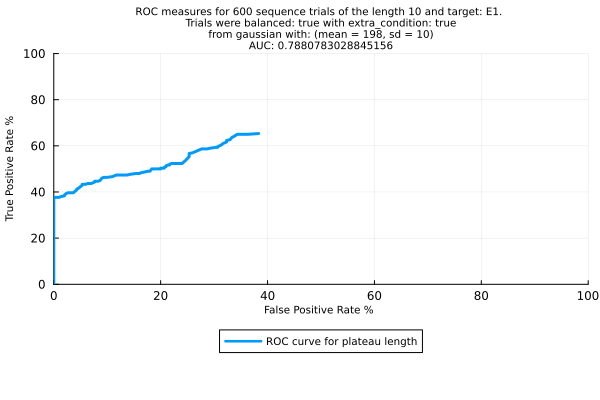 ROC measures for 600 sequence trials of the length 10 and target: E1.
Trials were balanced: true with extra_condition: true
from gaussian with: (mean = 198, sd = 10)
AUC: 0.7880783028845156
100
80
60
40
20
0
True Positive Rate %
0 20 40 60 80 100
False Positive Rate %
ROC curve for plateau length